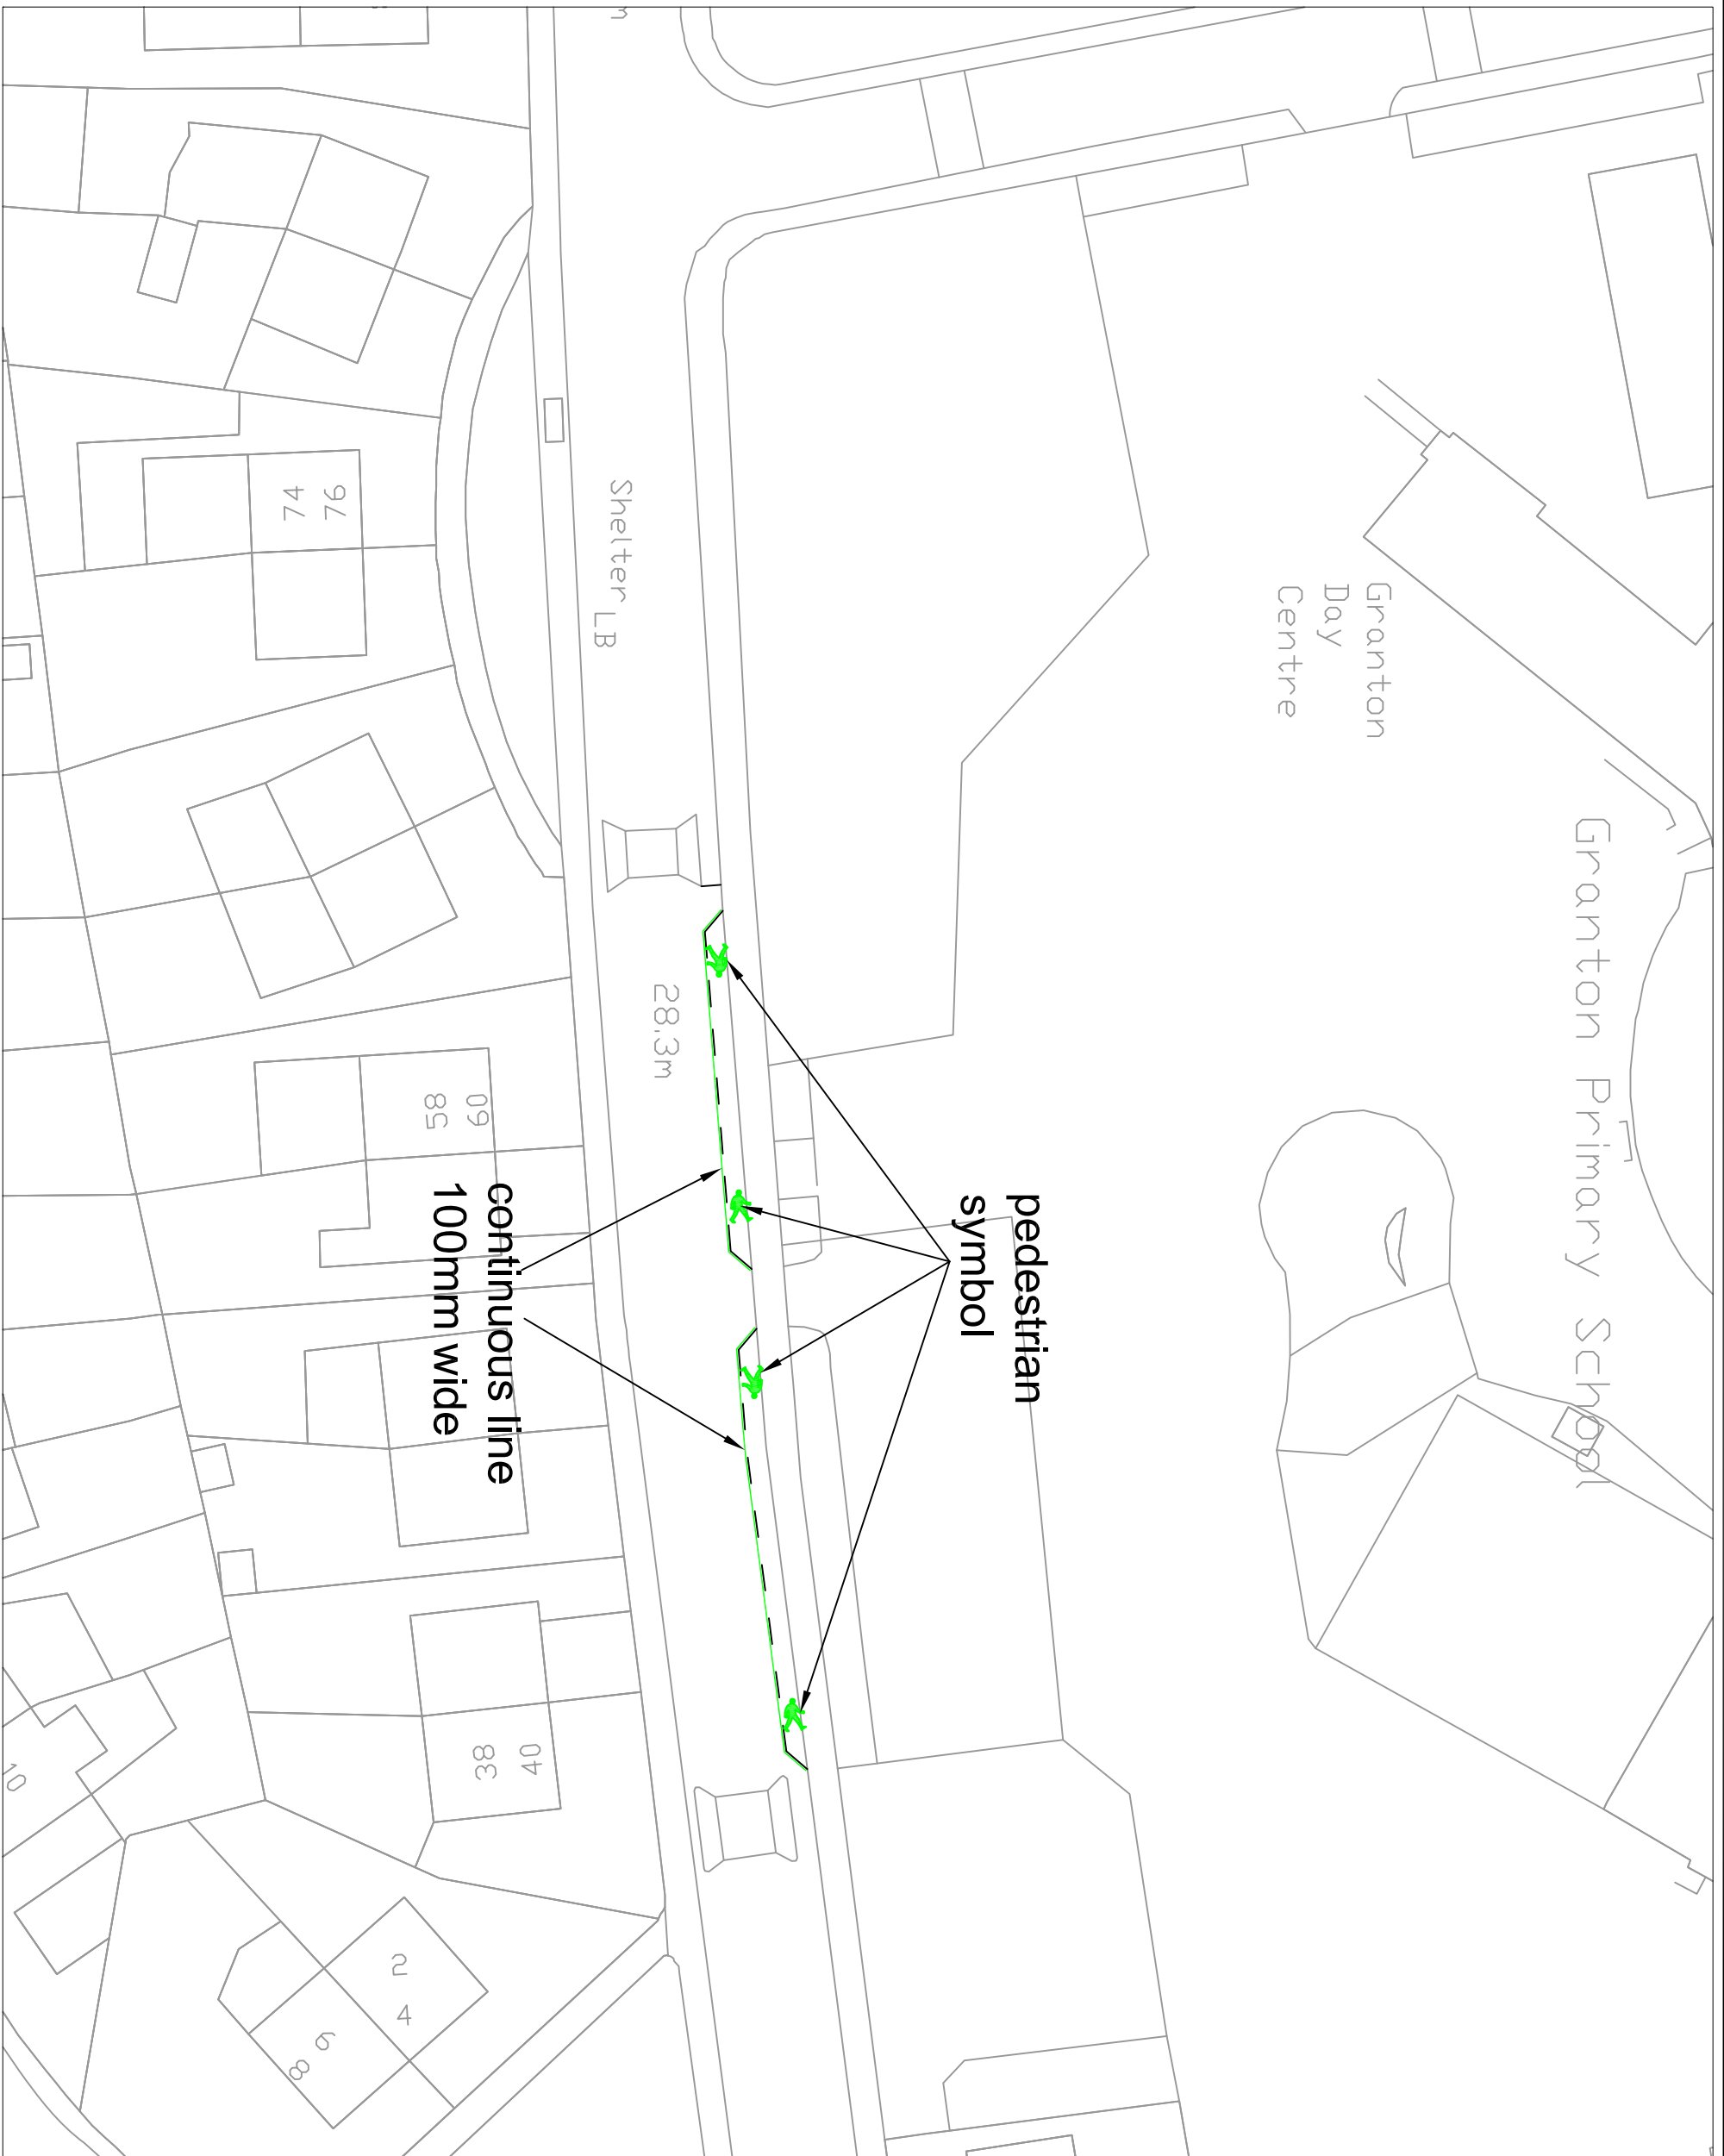 Granton Primary School
Granton
Day
Centre
pedestrian
symbol
Shelter
LB
28.3m
continuous line
100mm wide
76
74
60
58
40
38
2
4
6
8
m